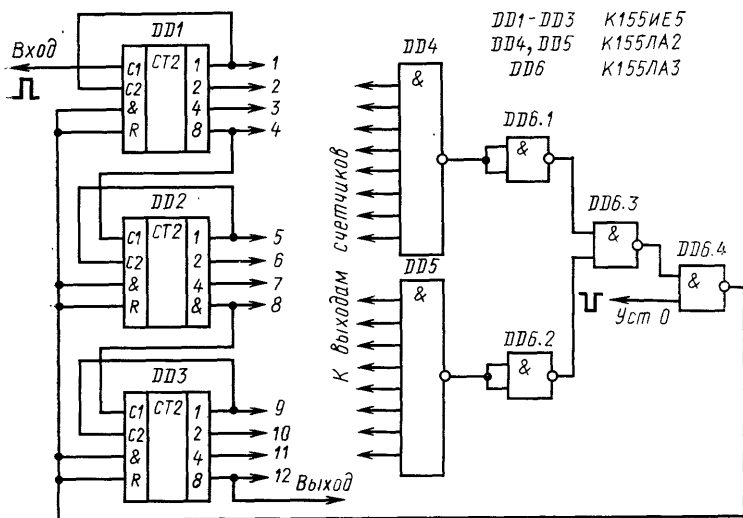 DD1-DD3 К155ИЕ5
DD4, DD5 К155ЛА2
DD6 К155ЛА3
Вход
DD1
C1 CT2 1 1
C2 2 2
& 4 3
R 8 4
DD2
C1 CT2 1 5
C2 2 6
& 4 7
R & 8
DD3
C1 CT2 1 9
C2 2 10
& 4 11
R 8 12
Выход
К выходам счетчиков
DD4
&
DD5
&
DD6.1
&
DD6.2
&
DD6.3
&
DD6.4
&
Уст 0